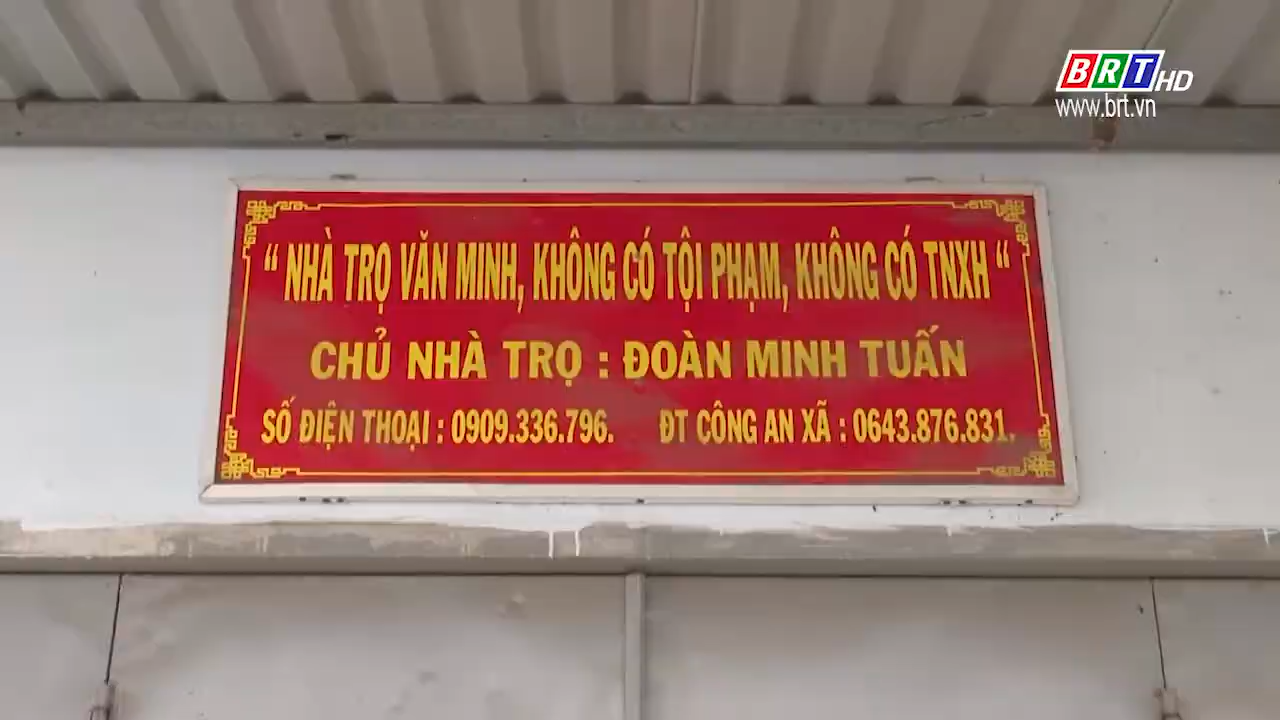 BRT HD
www.brt.vn
“ NHÀ TRỌ VĂN MINH, KHÔNG CÓ TỘI PHẠM, KHÔNG CÓ TNXH “
CHỦ NHÀ TRỌ : ĐOÀN MINH TUẤN
SỐ ĐIỆN THOẠI : 0909.336.796. ĐT CÔNG AN XÃ : 0643.876.831.